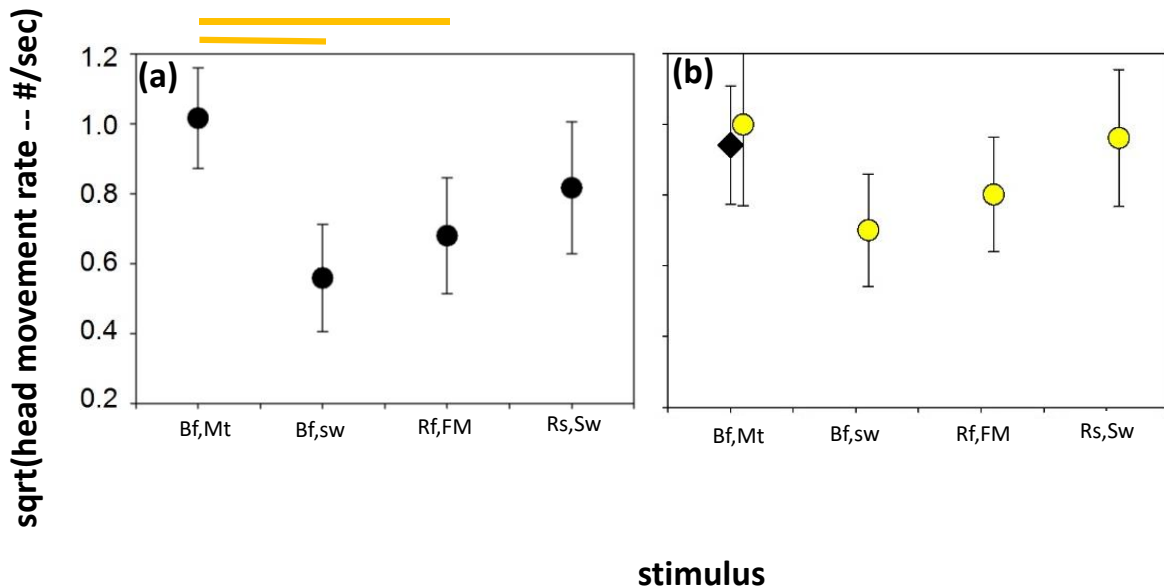 sqrt(head movement rate -- #/sec)
(a)
(b)
1.2
1.0
0.8
0.6
0.4
0.2
Bf,Mt
Bf,sw
Rf,FM
Rs,Sw
Bf,Mt
Bf,sw
Rf,FM
Rs,Sw
stimulus